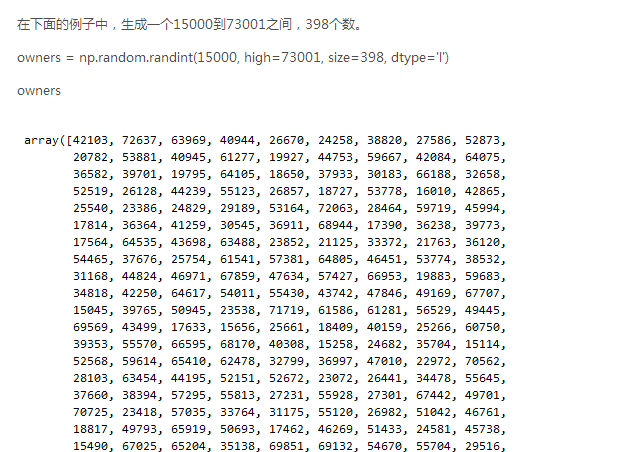 在下面的例子中，生成一个15000到73001之间，398个数。
owners = np.random.randint(15000, high=73001, size=398, dtype='l')
owners
array([42103, 72637, 63969, 40944, 26670, 24258, 38820, 27586, 52873,
20782, 53881, 40945, 61277, 19927, 44753, 59667, 42084, 64075,
36582, 39701, 19795, 64105, 18650, 37933, 30183, 66188, 32658,
52519, 26128, 44239, 55123, 26857, 18727, 53778, 16010, 42865,
25540, 23386, 24829, 29189, 53164, 72063, 28464, 59719, 45994,
17814, 36364, 41259, 30545, 36911, 68944, 17390, 36238, 39773,
17564, 64535, 43698, 63488, 23852, 21125, 33372, 21763, 36120,
54465, 37676, 25754, 61541, 57381, 64805, 46451, 53774, 38532,
31168, 44824, 46971, 67859, 47634, 57427, 66953, 19883, 59683,
34818, 42250, 64617, 54011, 55430, 43742, 47846, 49169, 67707,
15045, 39765, 50945, 23538, 71719, 61586, 61281, 56529, 49445,
69569, 43499, 17633, 15656, 25661, 18409, 40159, 25266, 60750,
39353, 55570, 66595, 68170, 40308, 15258, 24682, 35704, 15114,
52568, 59614, 65410, 62478, 32799, 36997, 47010, 22972, 70562,
28103, 63454, 44195, 52151, 52672, 23072, 26441, 34478, 55645,
37660, 38394, 57295, 55813, 27231, 55928, 27301, 67442, 49701,
70725, 23418, 57035, 33764, 31175, 55120, 26982, 51042, 46761,
18817, 49793, 65919, 50693, 17462, 46269, 51433, 24581, 45738,
15490, 67025, 65204, 35138, 69851, 69132, 54670, 55704, 29516,